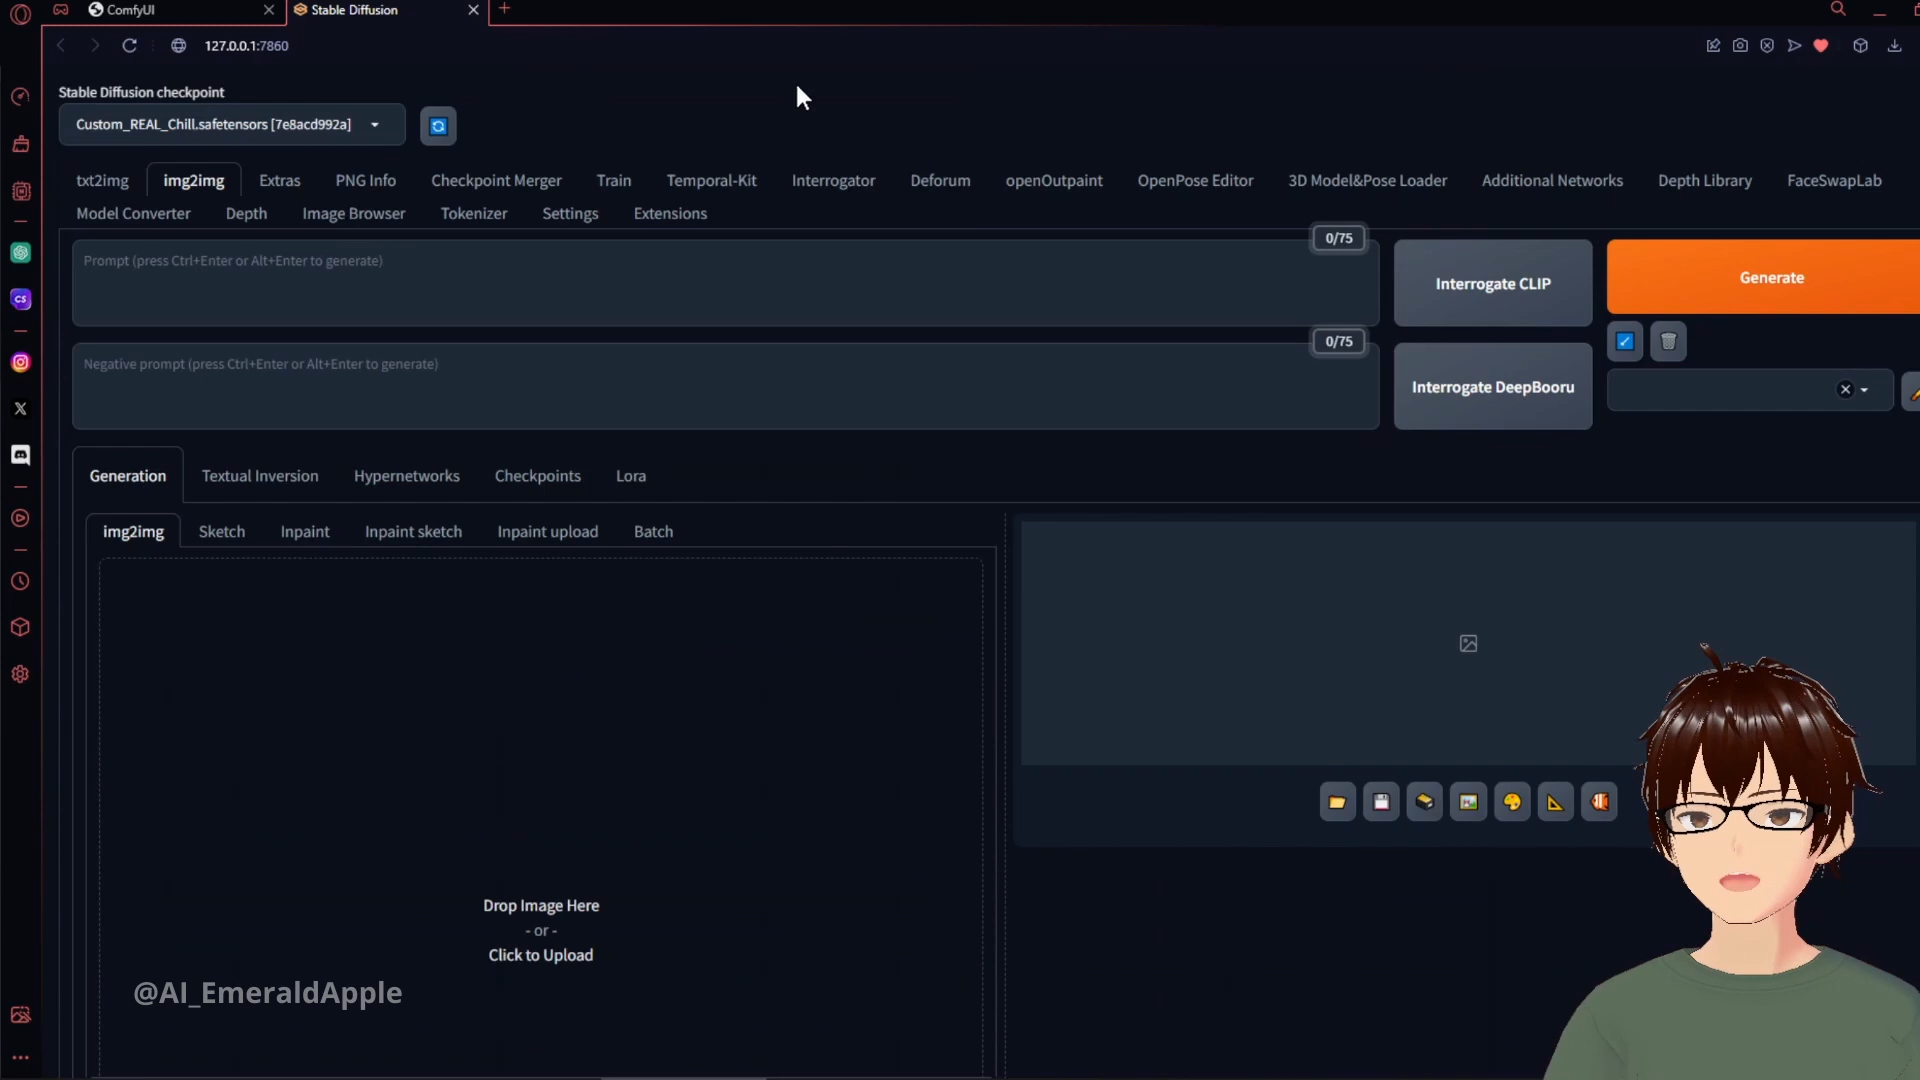 ComfyUI
Stable Diffusion
127.0.0.1:7860
Stable Diffusion checkpoint
Custom_REAL_Chill.safetensors [7e8acd992a]
txt2img img2img Extras PNG Info Checkpoint Merger Train Temporal-Kit Interrogator Deforum openOutpaint OpenPose Editor 3D Model&Pose Loader Additional Networks Depth Library FaceSwapLab
Model Converter Depth Image Browser Tokenizer Settings Extensions
0/75
Prompt (press Ctrl+Enter or Alt+Enter to generate)
Interrogate CLIP
Generate
0/75
Negative prompt (press Ctrl+Enter or Alt+Enter to generate)
Interrogate DeepBooru
CS
Generation Textual Inversion Hypernetworks Checkpoints Lora
img2img Sketch Inpaint Inpaint sketch Inpaint upload Batch
Drop Image Here
- or -
Click to Upload
@AI_EmeraldApple